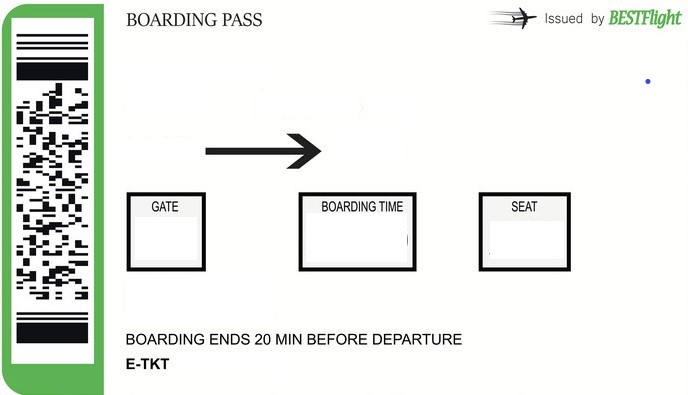 BOARDING PASS
Issued by BESTFlight
GATE
BOARDING TIME
SEAT
BOARDING ENDS 20 MIN BEFORE DEPARTURE
E-TKT